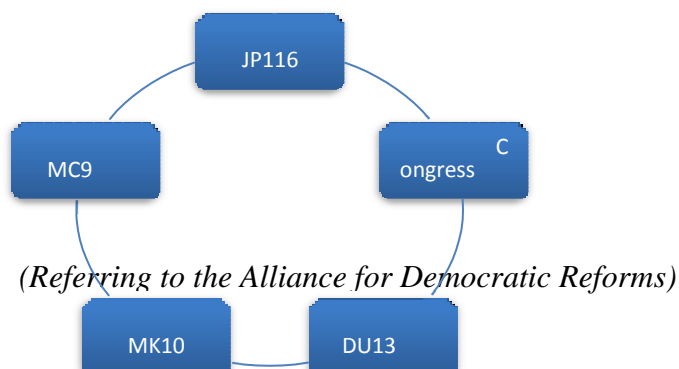 JP116
MC9
C
ongress
(Referring to the Alliance for Democratic Reforms)
MK10
DU13